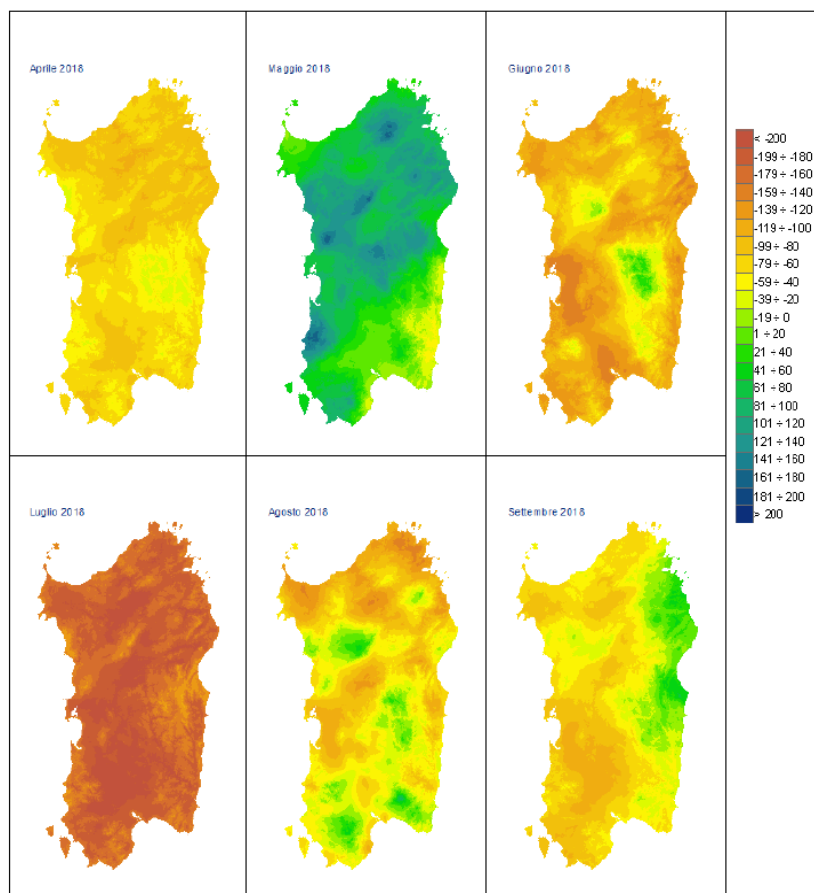 Aprile 2018
Maggio 2018
Giugno 2018
< -200
-199 ÷ -180
-179 ÷ -160
-159 ÷ -140
-139 ÷ -120
-119 ÷ -100
-99 ÷ -80
-79 ÷ -60
-59 ÷ -40
-39 ÷ -20
-19 ÷ 0
1 ÷ 20
21 ÷ 40
41 ÷ 60
61 ÷ 80
81 ÷ 100
101 ÷ 120
121 ÷ 140
141 ÷ 160
161 ÷ 180
181 ÷ 200
> 200
Luglio 2018
Agosto 2018
Settembre 2018